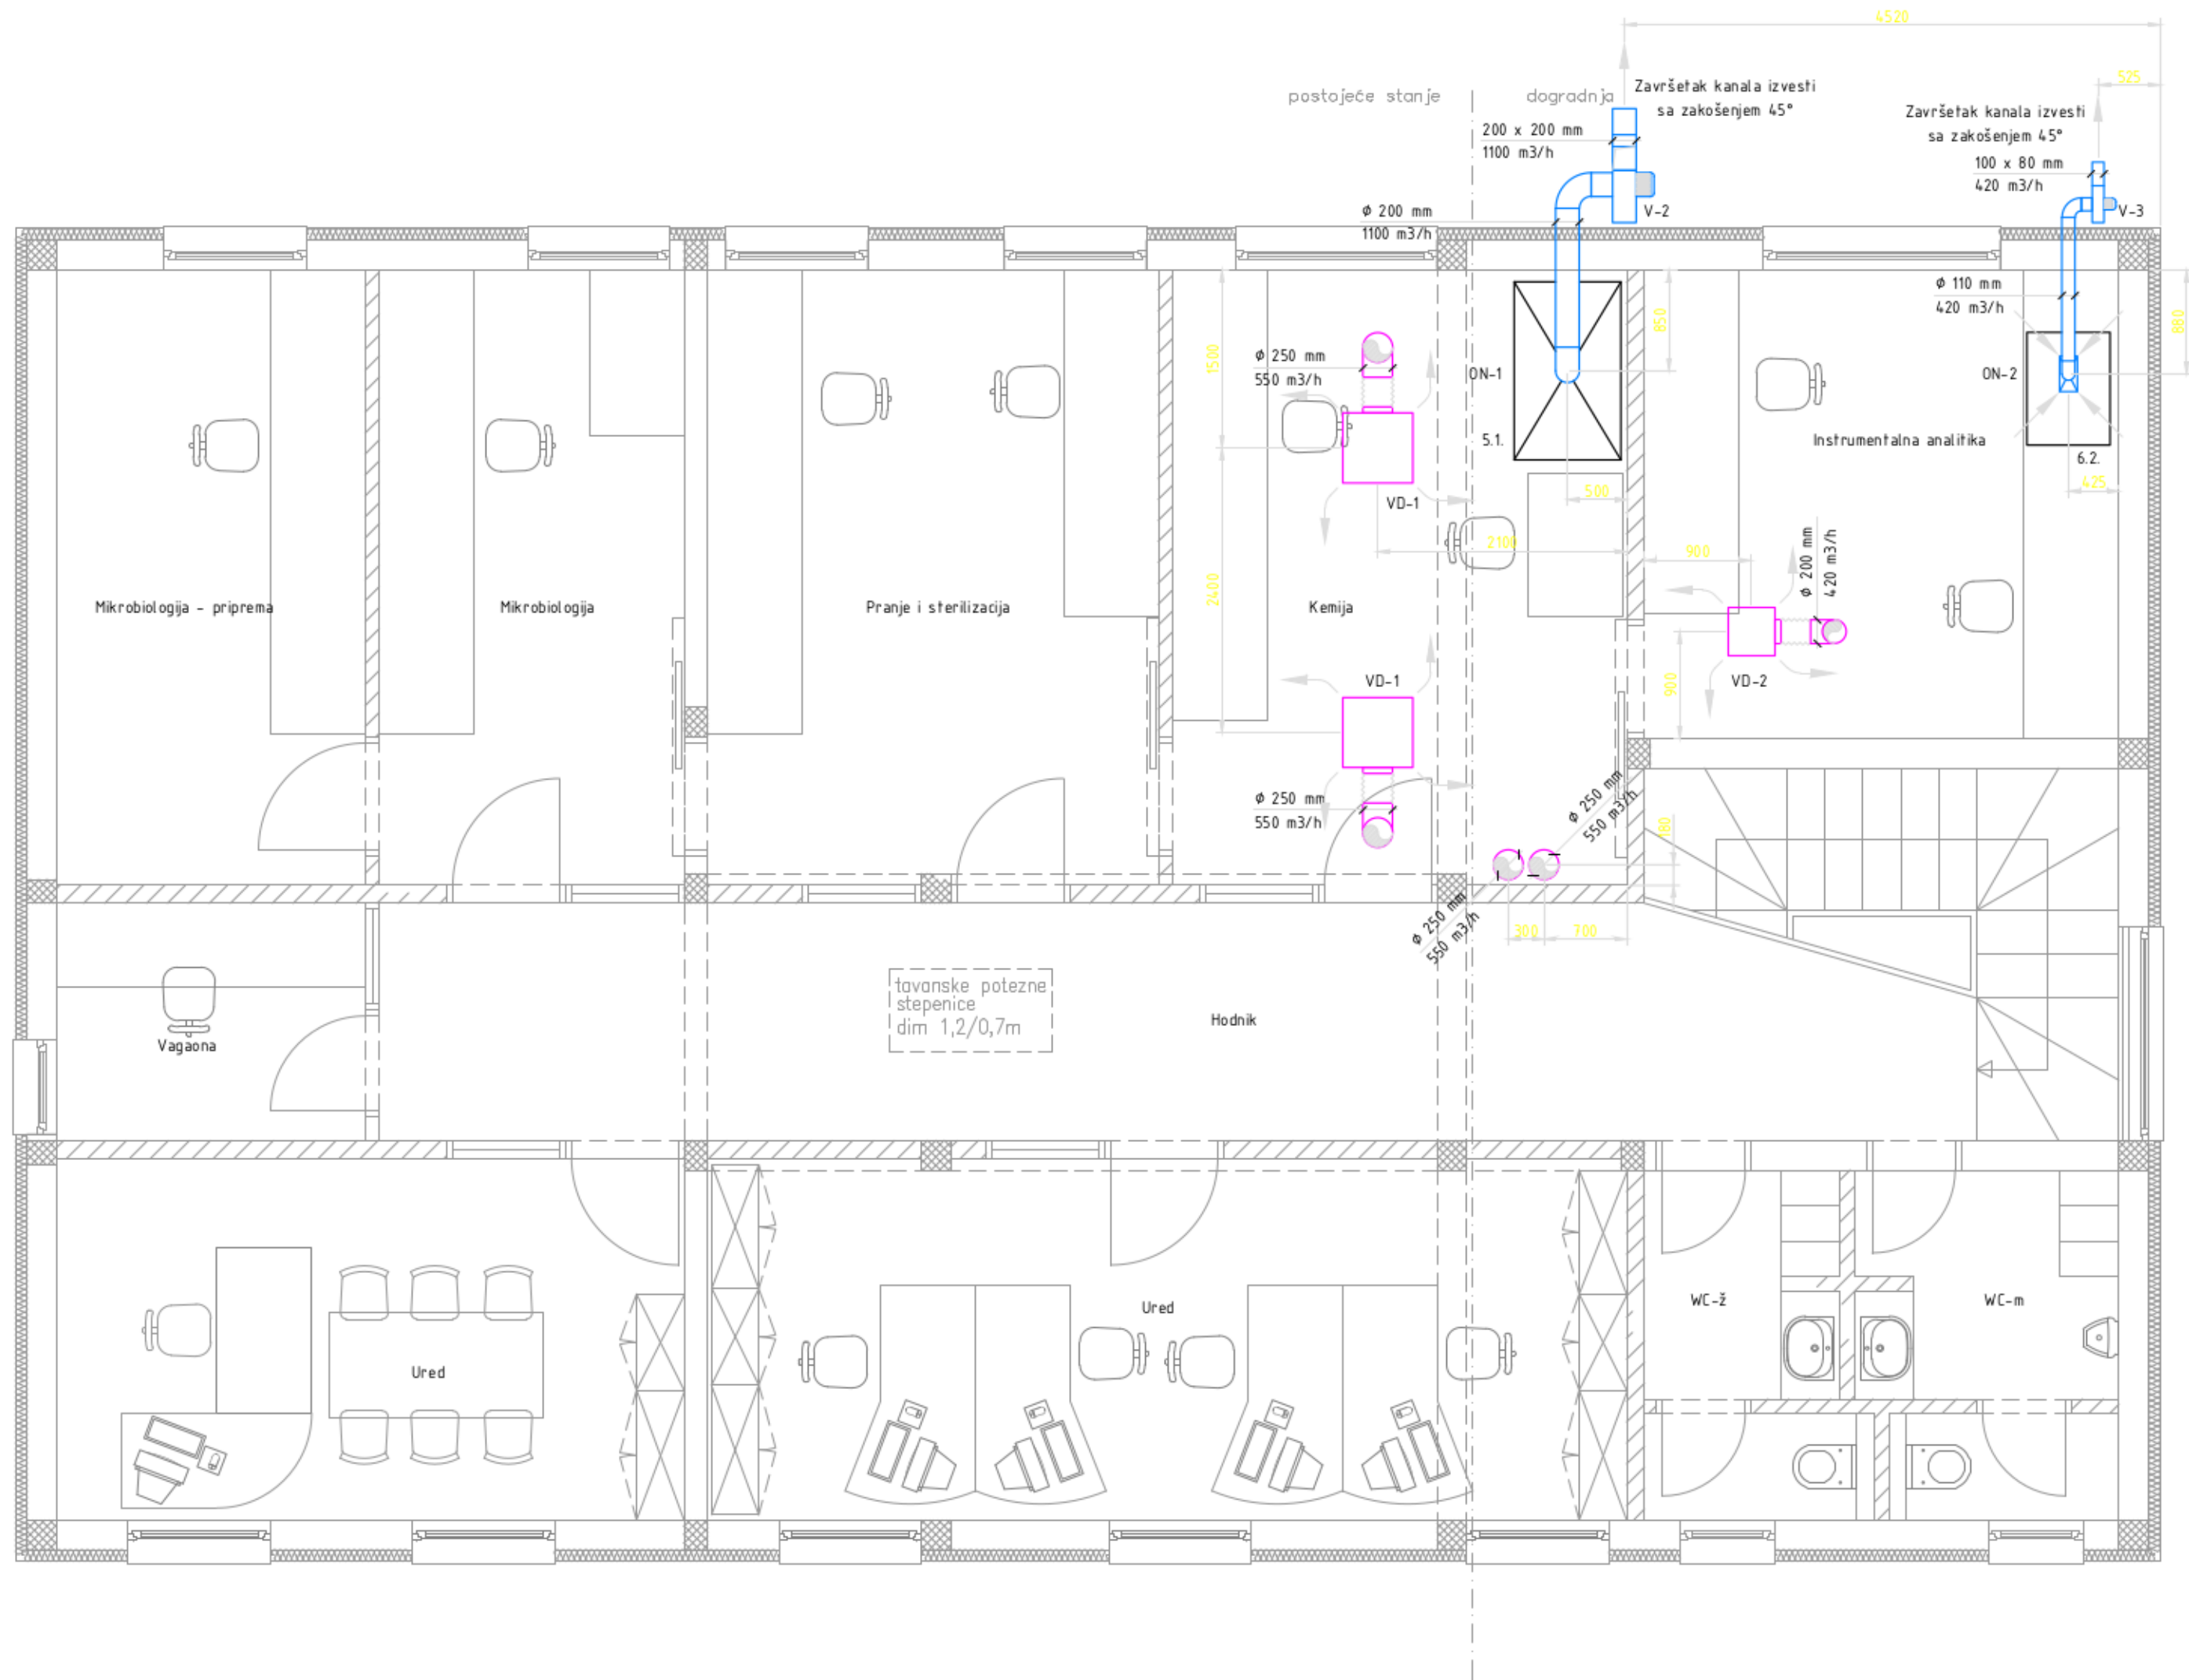 4520
525
postojeće stanje
dogradnja
Završetak kanala izvesti
sa zakošenjem 45°
Završetak kanala izvesti
sa zakošenjem 45°
200 x 200 mm
1100 m3/h
100 x 80 mm
420 m3/h
V-2
V-3
ϕ 200 mm
1100 m3/h
ϕ 110 mm
420 m3/h
850
880
1500
ϕ 250 mm
550 m3/h
ON-1
ON-2
5.1.
Instrumentalna analitika
6.2.
425
500
VD-1
2100
900
ϕ 200 mm
420 m3/h
2400
Mikrobiologija - priprema
Mikrobiologija
Pranje i sterilizacija
Kemija
VD-1
VD-2
900
ϕ 250 mm
550 m3/h
ϕ 250 mm
550 m3/h
180
ϕ 250 mm
550 m3/h
300
700
tavanske potezne
stepenice
dim 1,2/0,7m
Hodnik
Vagaona
Ured
Ured
WC-ž
WC-m